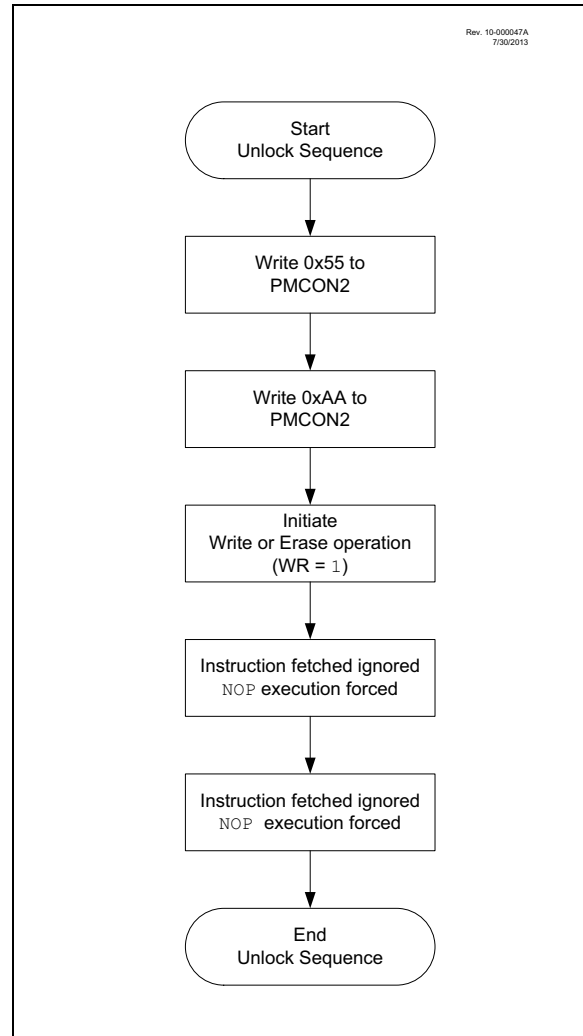 Rev. 10-000047A
7/30/2013
Start
Unlock Sequence
Write 0x55 to
PMCON2
Write 0xAA to
PMCON2
Initiate
Write or Erase operation
(WR = 1)
Instruction fetched ignored
NOP execution forced
Instruction fetched ignored
NOP execution forced
End
Unlock Sequence